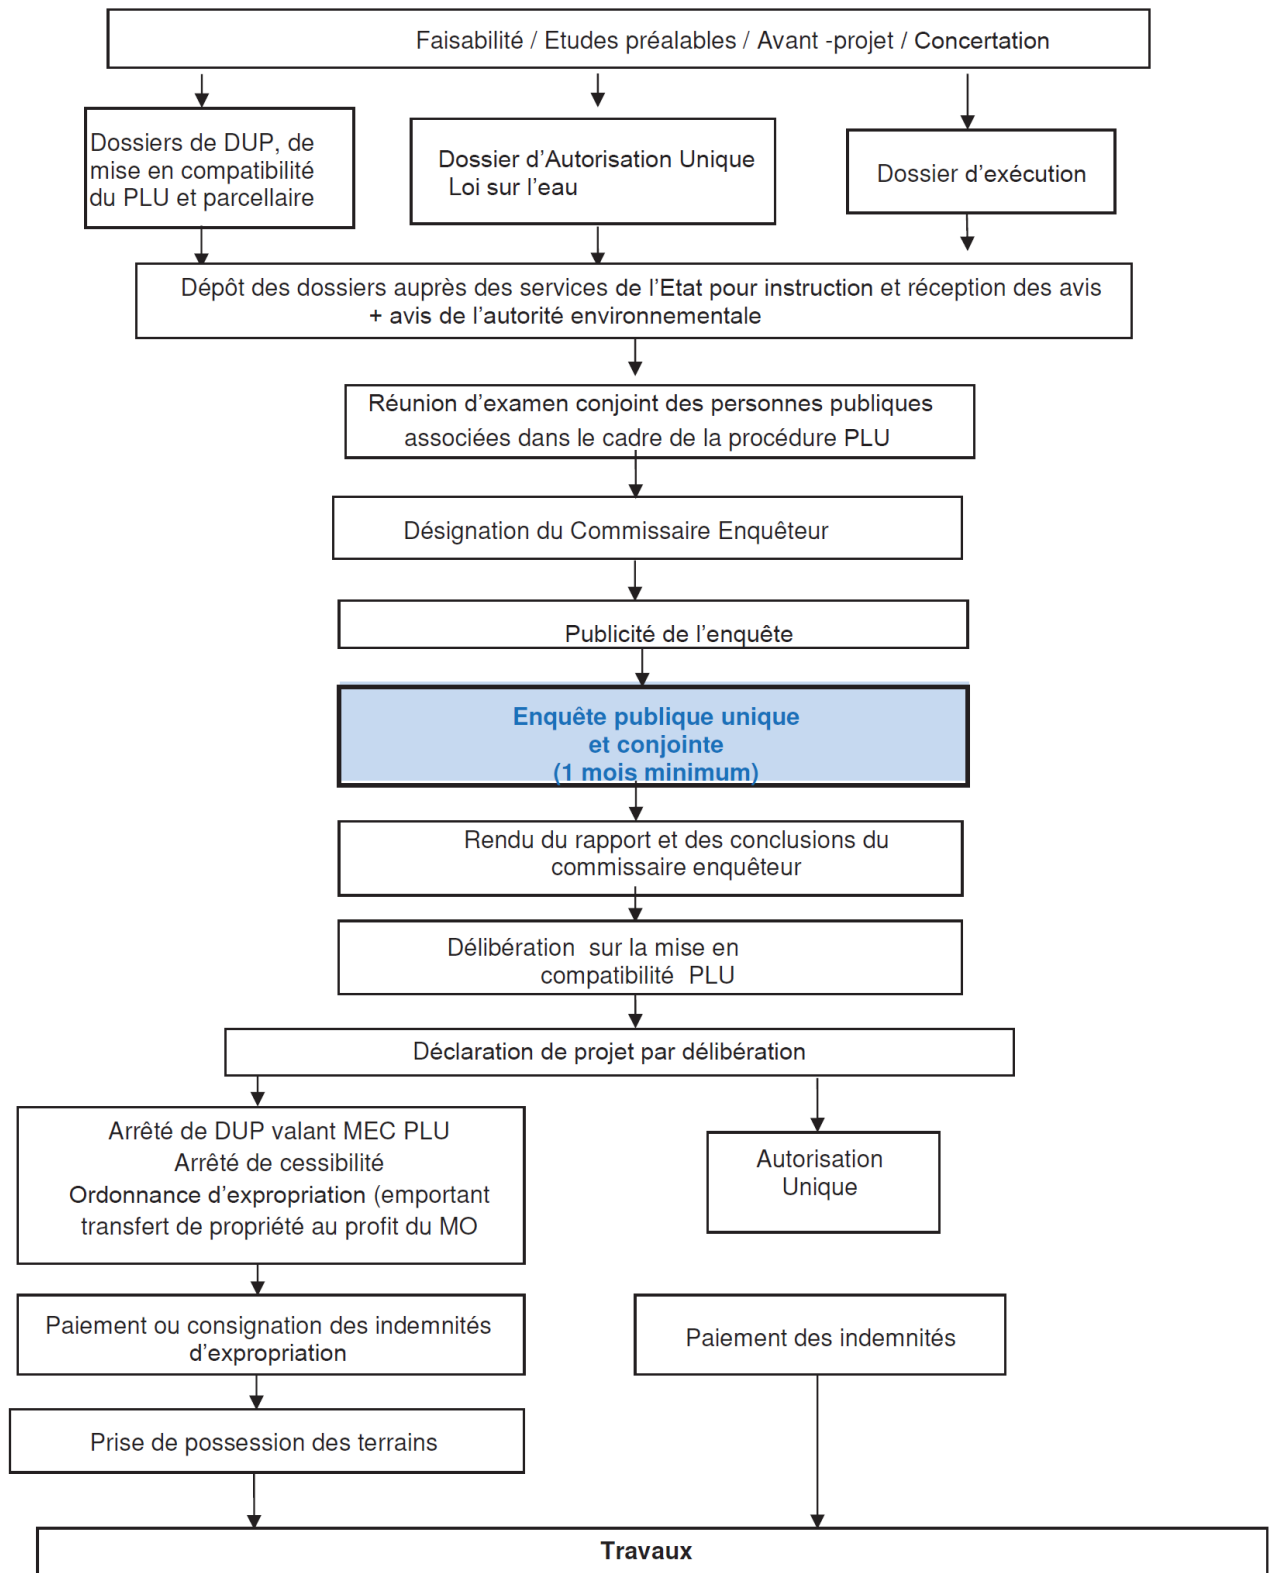 Faisabilité / Etudes préalables / Avant -projet / Concertation
Dossiers de DUP, de
mise en compatibilité
du PLU et parcellaire
Dossier d’Autorisation Unique
Loi sur l’eau
Dossier d’exécution
Dépôt des dossiers auprès des services de l’Etat pour instruction et réception des avis
+ avis de l’autorité environnementale
Réunion d’examen conjoint des personnes publiques
associées dans le cadre de la procédure PLU
Désignation du Commissaire Enquêteur
Publicité de l’enquête
Enquête publique unique
et conjointe
(1 mois minimum)
Rendu du rapport et des conclusions du
commissaire enquêteur
Délibération sur la mise en
compatibilité PLU
Déclaration de projet par délibération
Arrêté de DUP valant MEC PLU
Arrêté de cessibilité
Ordonnance d’expropriation (emportant
transfert de propriété au profit du MO
Autorisation
Unique
Paiement ou consignation des indemnités
d’expropriation
Paiement des indemnités
Prise de possession des terrains
Travaux